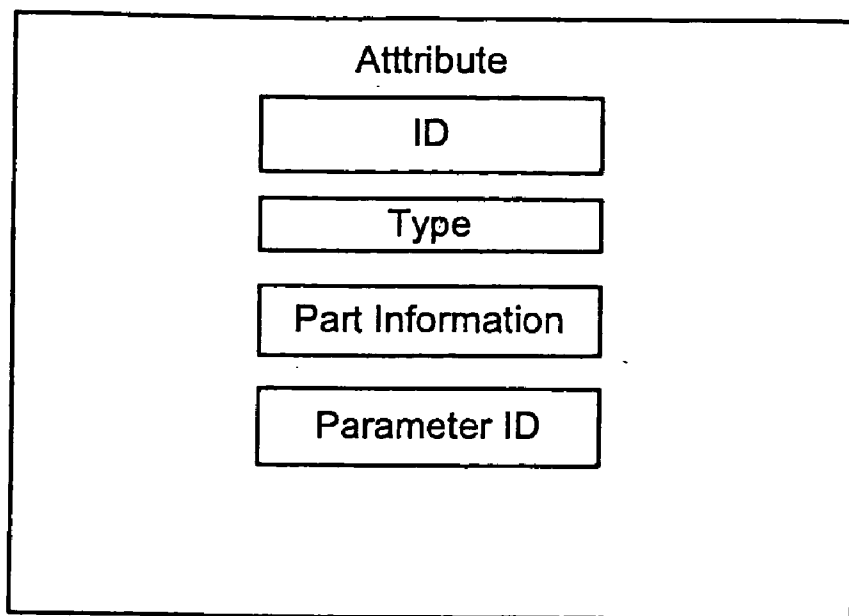 Atttribute
ID
Type
Part Information
Parameter ID